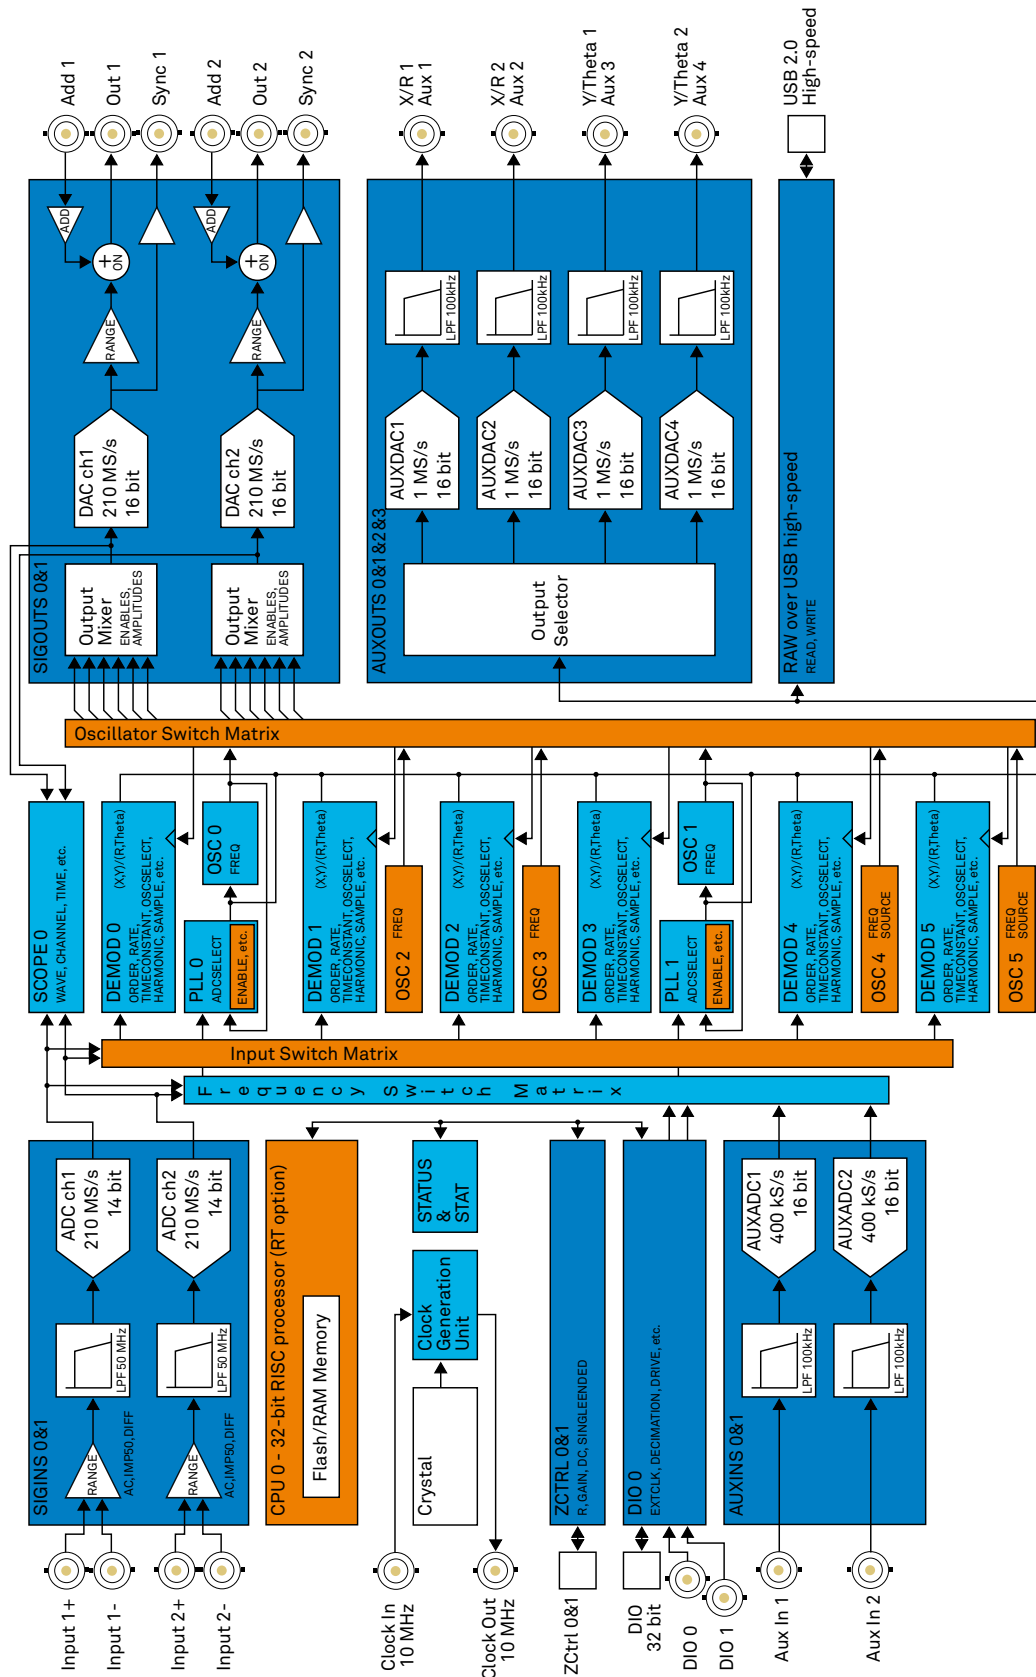 Input 1+
Input 1-
Input 2+
Input 2-
SIGINS 0&1
RANGE
AC,IMP50,DIFF
LPF 50 MHz
ADC ch1
210 MS/s
14 bit
RANGE
AC,IMP50,DIFF
LPF 50 MHz
ADC ch2
210 MS/s
14 bit
CPU 0 - 32-bit RISC processor (RT option)
Flash/RAM Memory
Clock In
10 MHz
Clock Out
10 MHz
Crystal
Clock
Generation
Unit
STATUS
&
STAT
ZCtrl 0&1
ZCTRL 0&1
R,GAIN, DC, SINGLEENDED
DIO
32 bit
DIO 0
DIO 1
DIO 0
EXTCLK, DECIMATION, DRIVE, etc.
Aux In 1
Aux In 2
AUXINS 0&1
LPF 100kHz
AUXADC1
400 kS/s
16 bit
LPF 100kHz
AUXADC2
400 kS/s
16 bit
Frequency Switch Matrix
Input Switch Matrix
SCOPE 0
WAVE, CHANNEL, TIME, etc.
DEMOD 0
(X,Y)/(R,Theta)
ORDER, RATE,
TIMECONSTANT, OSCSELECT,
HARMONIC, SAMPLE, etc.
PLL 0
ADCSELECT
ENABLE, etc.
OSC 0
FREQ
DEMOD 1
(X,Y)/(R,Theta)
ORDER, RATE,
TIMECONSTANT, OSCSELECT,
HARMONIC, SAMPLE, etc.
OSC 2
FREQ
DEMOD 2
(X,Y)/(R,Theta)
ORDER, RATE,
TIMECONSTANT, OSCSELECT,
HARMONIC, SAMPLE, etc.
OSC 3
FREQ
DEMOD 3
(X,Y)/(R,Theta)
ORDER, RATE,
TIMECONSTANT, OSCSELECT,
HARMONIC, SAMPLE, etc.
PLL 1
ADCSELECT
ENABLE, etc.
OSC 1
FREQ
DEMOD 4
(X,Y)/(R,Theta)
ORDER, RATE,
TIMECONSTANT, OSCSELECT,
HARMONIC, SAMPLE, etc.
OSC 4
FREQ
SOURCE
DEMOD 5
(X,Y)/(R,Theta)
ORDER, RATE,
TIMECONSTANT, OSCSELECT,
HARMONIC, SAMPLE, etc.
OSC 5
FREQ
SOURCE
Oscillator Switch Matrix
SIGOUTS 0&1
Output
Mixer
ENABLES,
AMPLITUDES
DAC ch1
210 MS/s
16 bit
RANGE
+
ON
ADD
Output
Mixer
ENABLES,
AMPLITUDES
DAC ch2
210 MS/s
16 bit
RANGE
+
ON
ADD
Add 1
Out 1
Sync 1
Add 2
Out 2
Sync 2
AUXOUTS 0&1&2&3
Output
Selector
AUXDAC1
1 MS/s
16 bit
LPF 100kHz
AUXDAC2
1 MS/s
16 bit
LPF 100kHz
AUXDAC3
1 MS/s
16 bit
LPF 100kHz
AUXDAC4
1 MS/s
16 bit
LPF 100kHz
X/R 1
Aux 1
X/R 2
Aux 2
Y/Theta 1
Aux 3
Y/Theta 2
Aux 4
RAW over USB high-speed
READ, WRITE
USB 2.0
High-speed